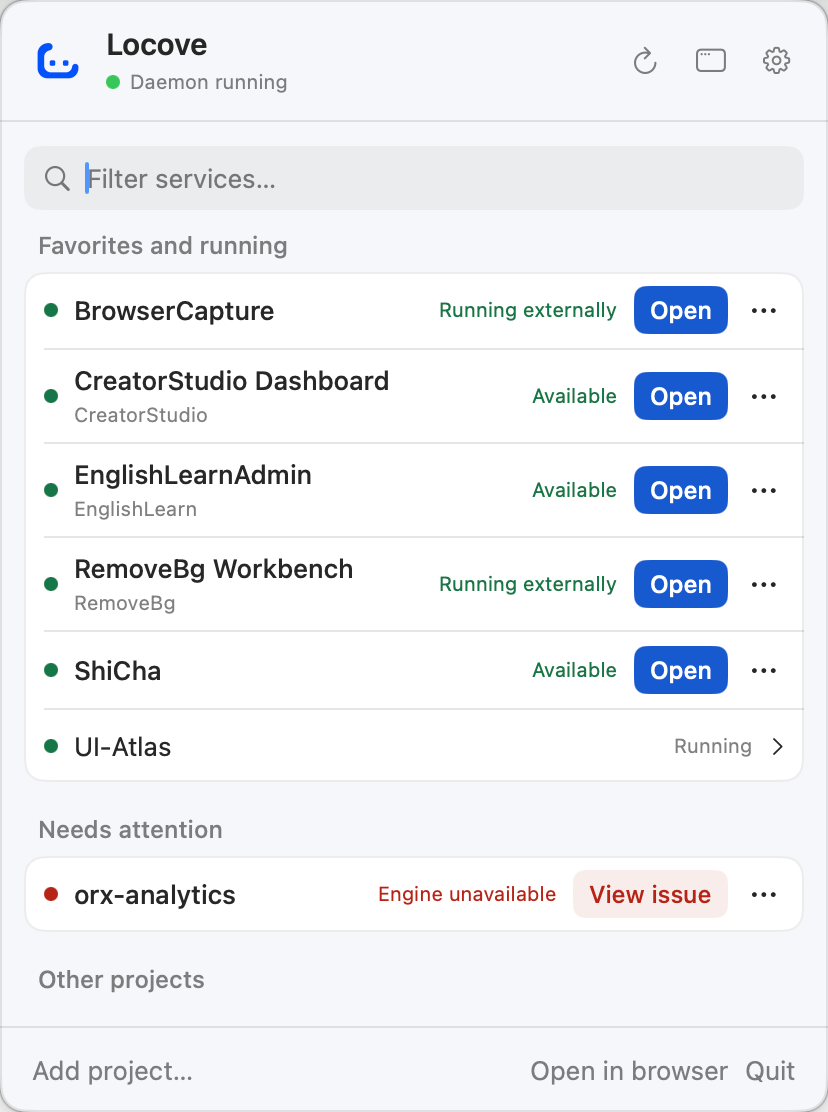 Locove
Daemon running
Filter services...
Favorites and running
BrowserCapture Running externally Open
CreatorStudio Dashboard
CreatorStudio
Available Open
EnglishLearnAdmin
EnglishLearn
Available Open
RemoveBg Workbench
RemoveBg
Running externally Open
ShiCha Available Open
UI-Atlas Running
Needs attention
orx-analytics Engine unavailable View issue
Other projects
Add project... Open in browser Quit